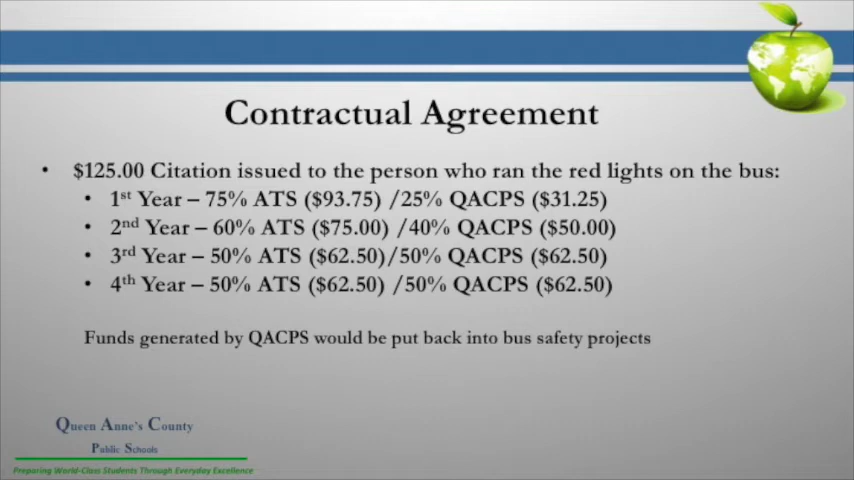 Contractual Agreement
• $125.00 Citation issued to the person who ran the red lights on the bus:
• 1st Year – 75% ATS ($93.75) /25% QACPS ($31.25)
• 2nd Year – 60% ATS ($75.00) /40% QACPS ($50.00)
• 3rd Year – 50% ATS ($62.50)/50% QACPS ($62.50)
• 4th Year – 50% ATS ($62.50) /50% QACPS ($62.50)
Funds generated by QACPS would be put back into bus safety projects
Queen Anne's County
Public Schools
Preparing World-Class Students Through Everyday Excellence